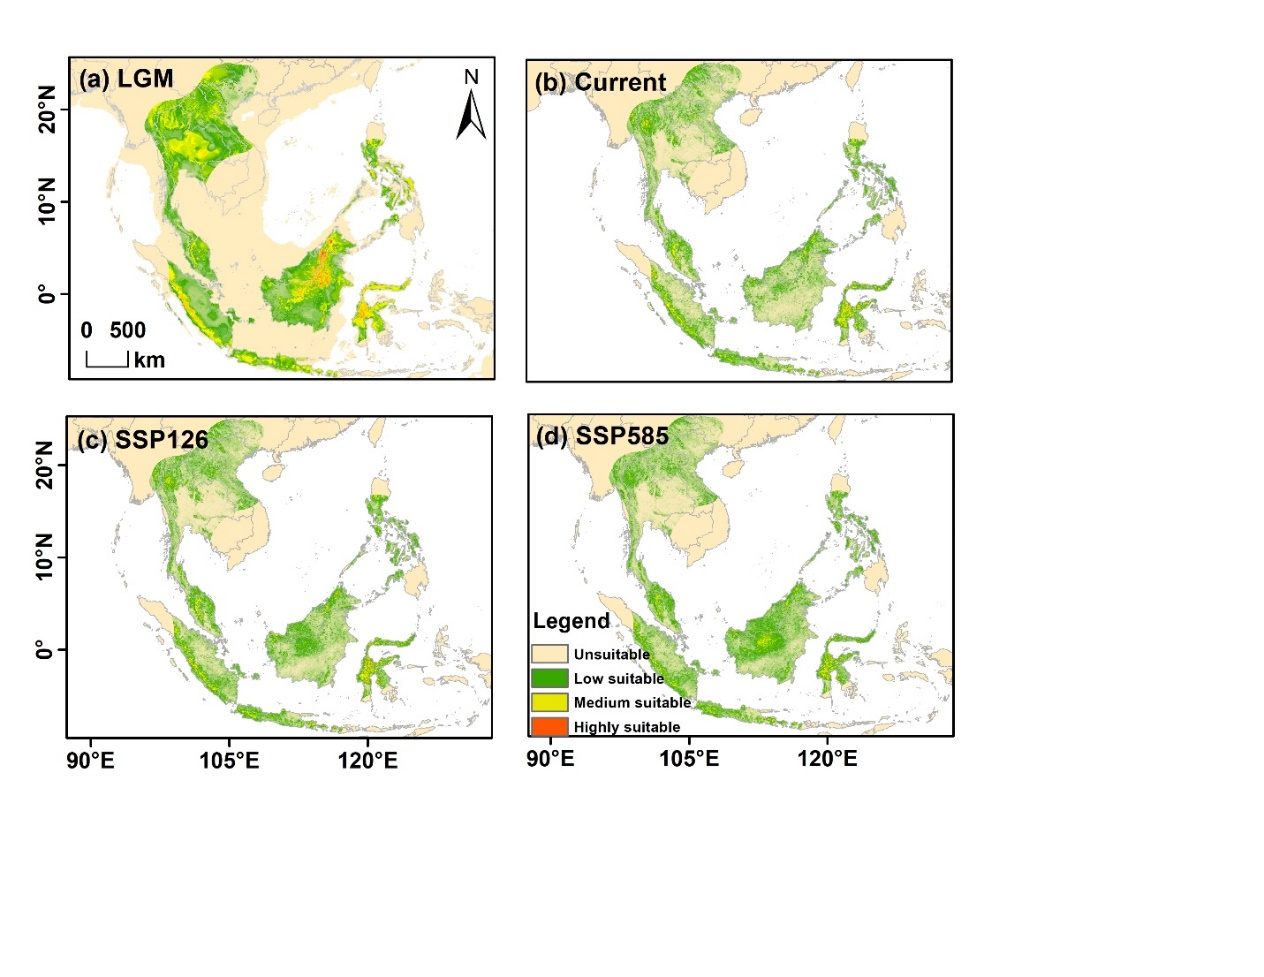 (a) LGM
N
20°N
10°N
0°
0 500
km
(b) Current
(c) SSP126
20°N
10°N
0°
90°E 105°E 120°E
(d) SSP585
Legend
Unsuitable
Low suitable
Medium suitable
Highly suitable
90°E 105°E 120°E